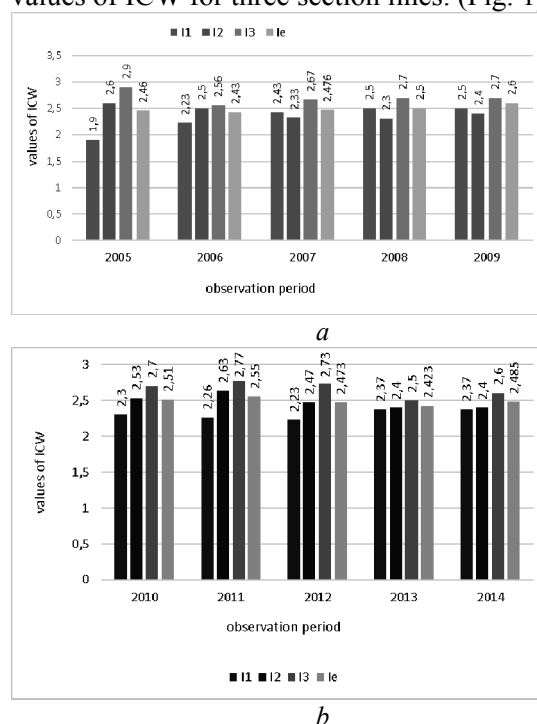 values of ICW for three section lines. (Fig. 1
I1 I2 I3 Ie
3,5
3
2,5
2
1,5
1
0,5
0
values of ICW
1,9 2,6 2,9 2,46
2,23 2,5 2,56 2,43
2,43 2,33 2,67 2,476
2,5 2,3 2,7 2,5
2,5 2,4 2,7 2,6
2005 2006 2007 2008 2009
observation period
a
3
2,5
2
1,5
1
0,5
0
values of ICW
2,3 2,53 2,7 2,51
2,26 2,63 2,77 2,55
2,23 2,47 2,73 2,473
2,37 2,4 2,5 2,423
2,37 2,4 2,6 2,485
2010 2011 2012 2013 2014
observation period
I1 I2 I3 Ie
b